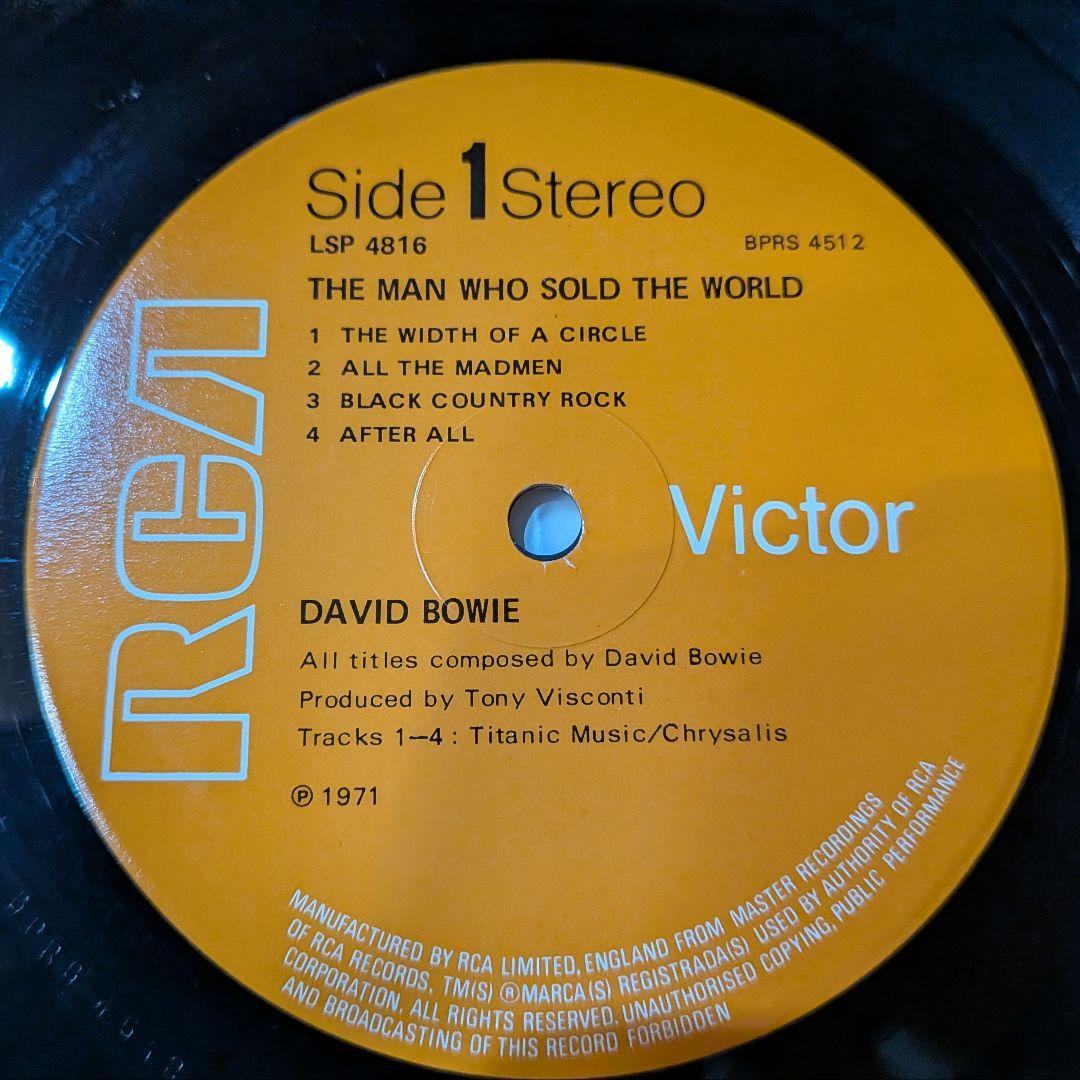 Side 1 Stereo
LSP 4816
BPRS 4512
THE MAN WHO SOLD THE WORLD
1 THE WIDTH OF A CIRCLE
2 ALL THE MADMEN
3 BLACK COUNTRY ROCK
4 AFTER ALL
RCA
Victor
DAVID BOWIE
All titles composed by David Bowie
Produced by Tony Visconti
Tracks 1—4 : Titanic Music/Chrysalis
℗ 1971
MANUFACTURED BY RCA LIMITED, ENGLAND FROM MASTER RECORDINGS
OF RCA RECORDS. TM(S) ® MARCA(S) REGISTRADA(S) USED BY AUTHORITY OF RCA
CORPORATION. ALL RIGHTS RESERVED. UNAUTHORISED COPYING, PUBLIC PERFORMANCE
AND BROADCASTING OF THIS RECORD FORBIDDEN